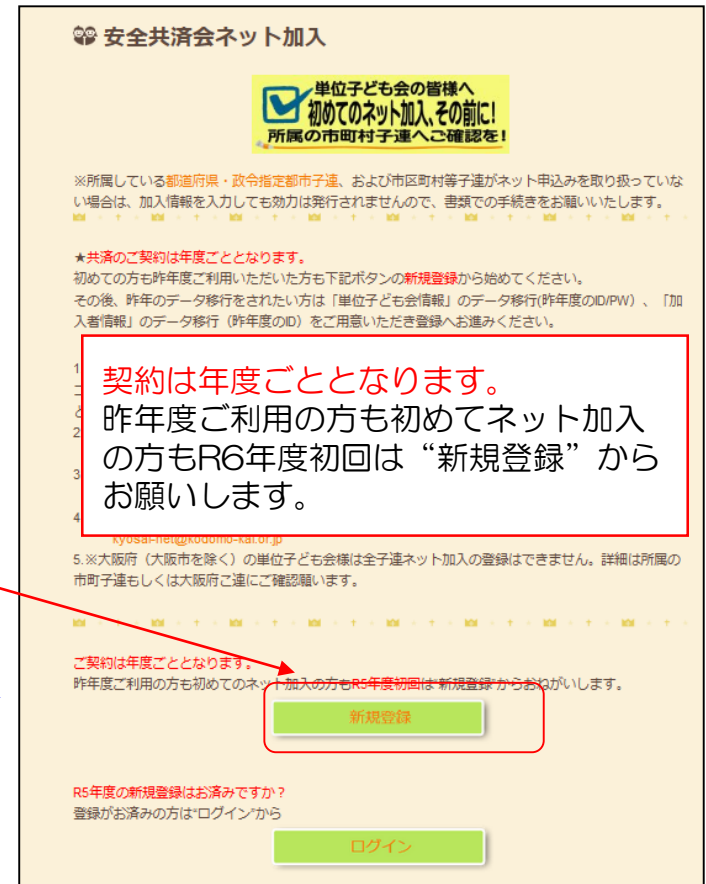 安全共済会ネット加入
単位子ども会の皆様へ
初めてのネット加入、その前に!
所属の市町村子連へご確認を!
※所属している都道府県・政令指定都市子連、および市区町村等子連がネット申込みを取り扱っていな
い場合は、加入情報を入力しても効力は発行されませんので、書類での手続きをお願いいたします。
★共済のご契約は年度ごととなります。
初めての方も昨年度ご利用いただいた方も下記ボタンの新規登録から始めてください。
その後、昨年のデータ移行をされたい方は「単位子ども会情報」のデータ移行(昨年度のID/PW)、「加
入者情報」のデータ移行（昨年度のID）をご用意いただき登録へお進みください。
1
契約は年度ごととなります。
昨年度ご利用の方も初めてネット加入
2
の方もR6年度初回は“新規登録”から
3
お願いします。
4
kyosai-net@kodomo-kai.or.jp
5.※大阪府（大阪市を除く）の単位子ども会様は全子連ネット加入の登録はできません。詳細は所属の
市町子連もしくは大阪府こ連にご確認願います。
ご契約は年度ごととなります。
昨年度ご利用の方も初めてのネット加入の方もR5年度初回は“新規登録”からおねがいします。
新規登録
R5年度の新規登録はお済みですか？
登録がお済みの方は“ログイン”から
ログイン